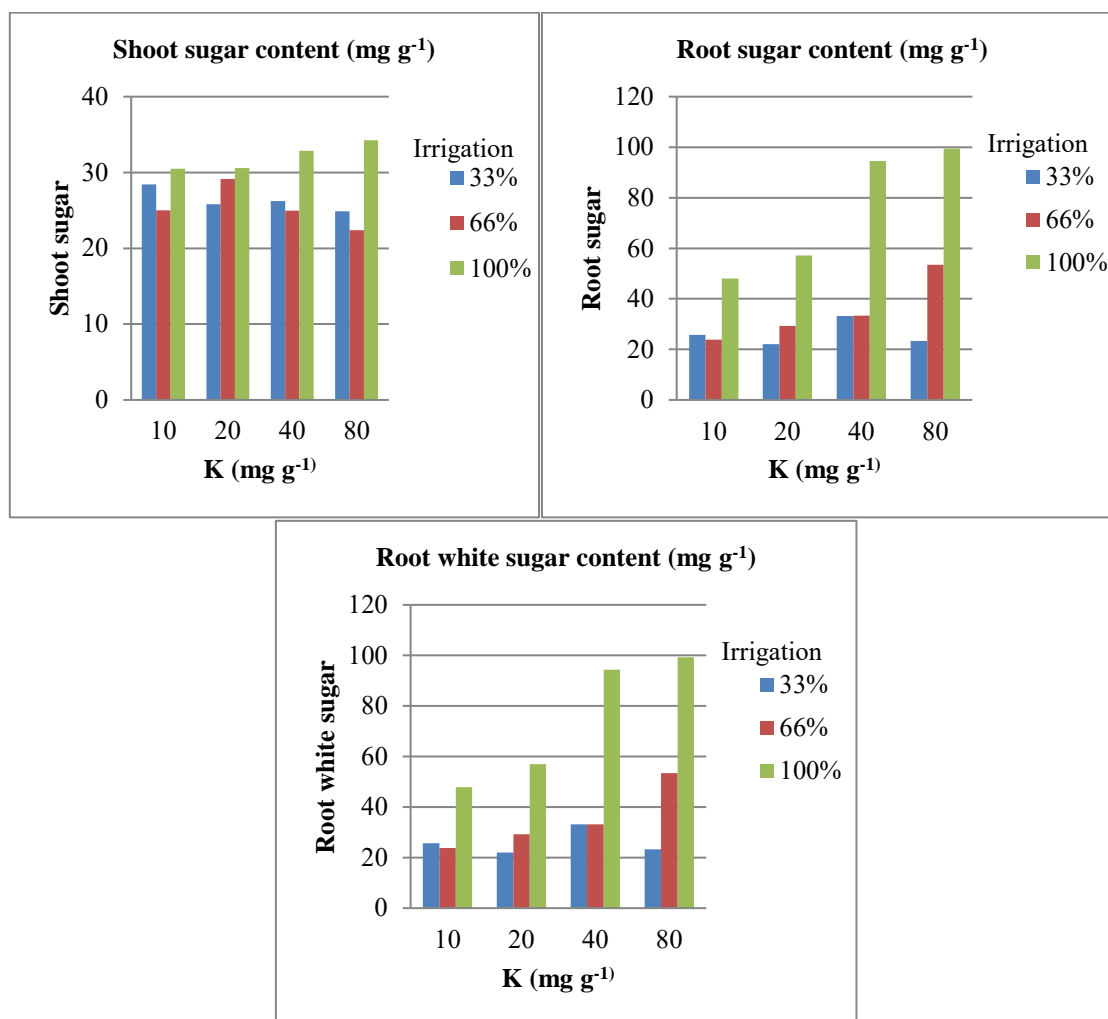 Shoot sugar content (mg g-1)
40
30
20
10
0
Shoot sugar
10 20 40 80
K (mg g-1)
Irrigation
33%
66%
100%
Root sugar content (mg g-1)
120
100
80
60
40
20
0
Root sugar
10 20 40 80
K (mg g-1)
Irrigation
33%
66%
100%
Root white sugar content (mg g-1)
120
100
80
60
40
20
0
Root white sugar
10 20 40 80
K (mg g-1)
Irrigation
33%
66%
100%